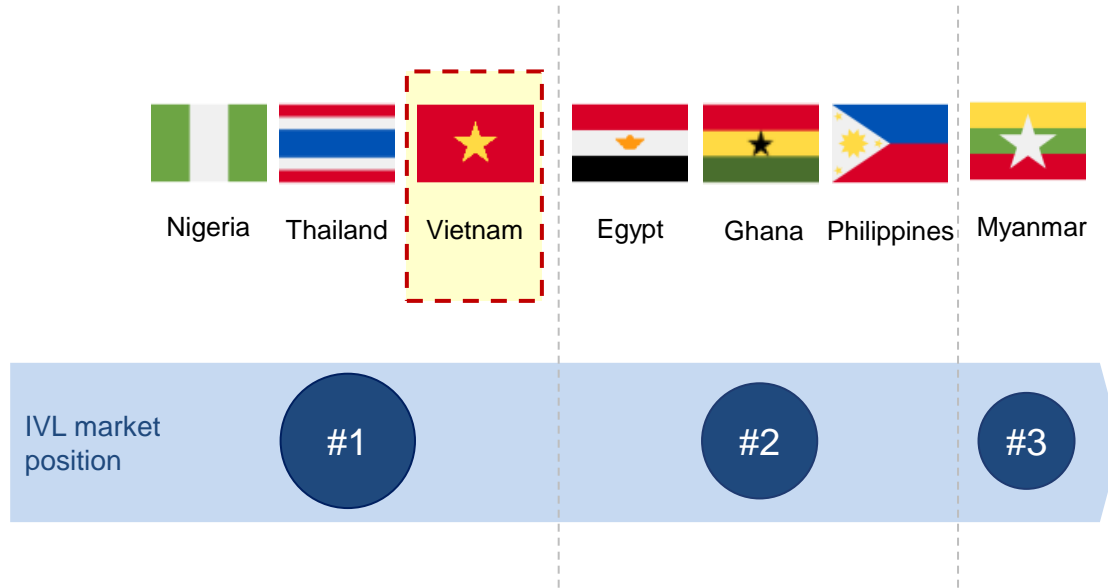 Nigeria
Thailand
Vietnam
Egypt
Ghana
Philippines
Myanmar
IVL market
position
#1
#2
#3